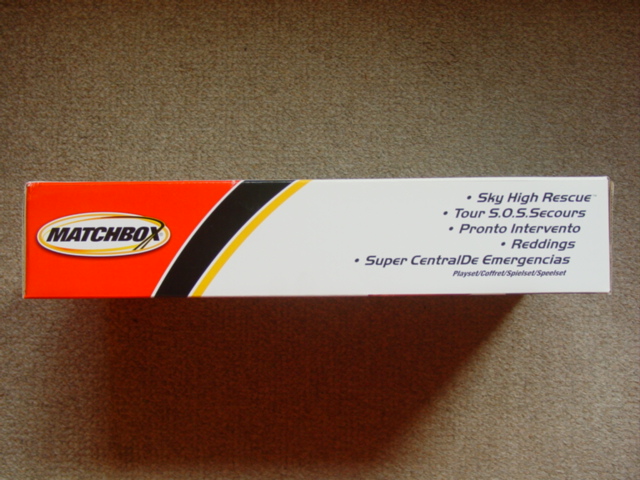 MATCHBOX
• Sky High Rescue™
• Tour S.O.S.Secours
• Pronto Intervento
• Reddings
• Super CentralDe Emergencias
Playset/Coffret/Spielset/Speelset